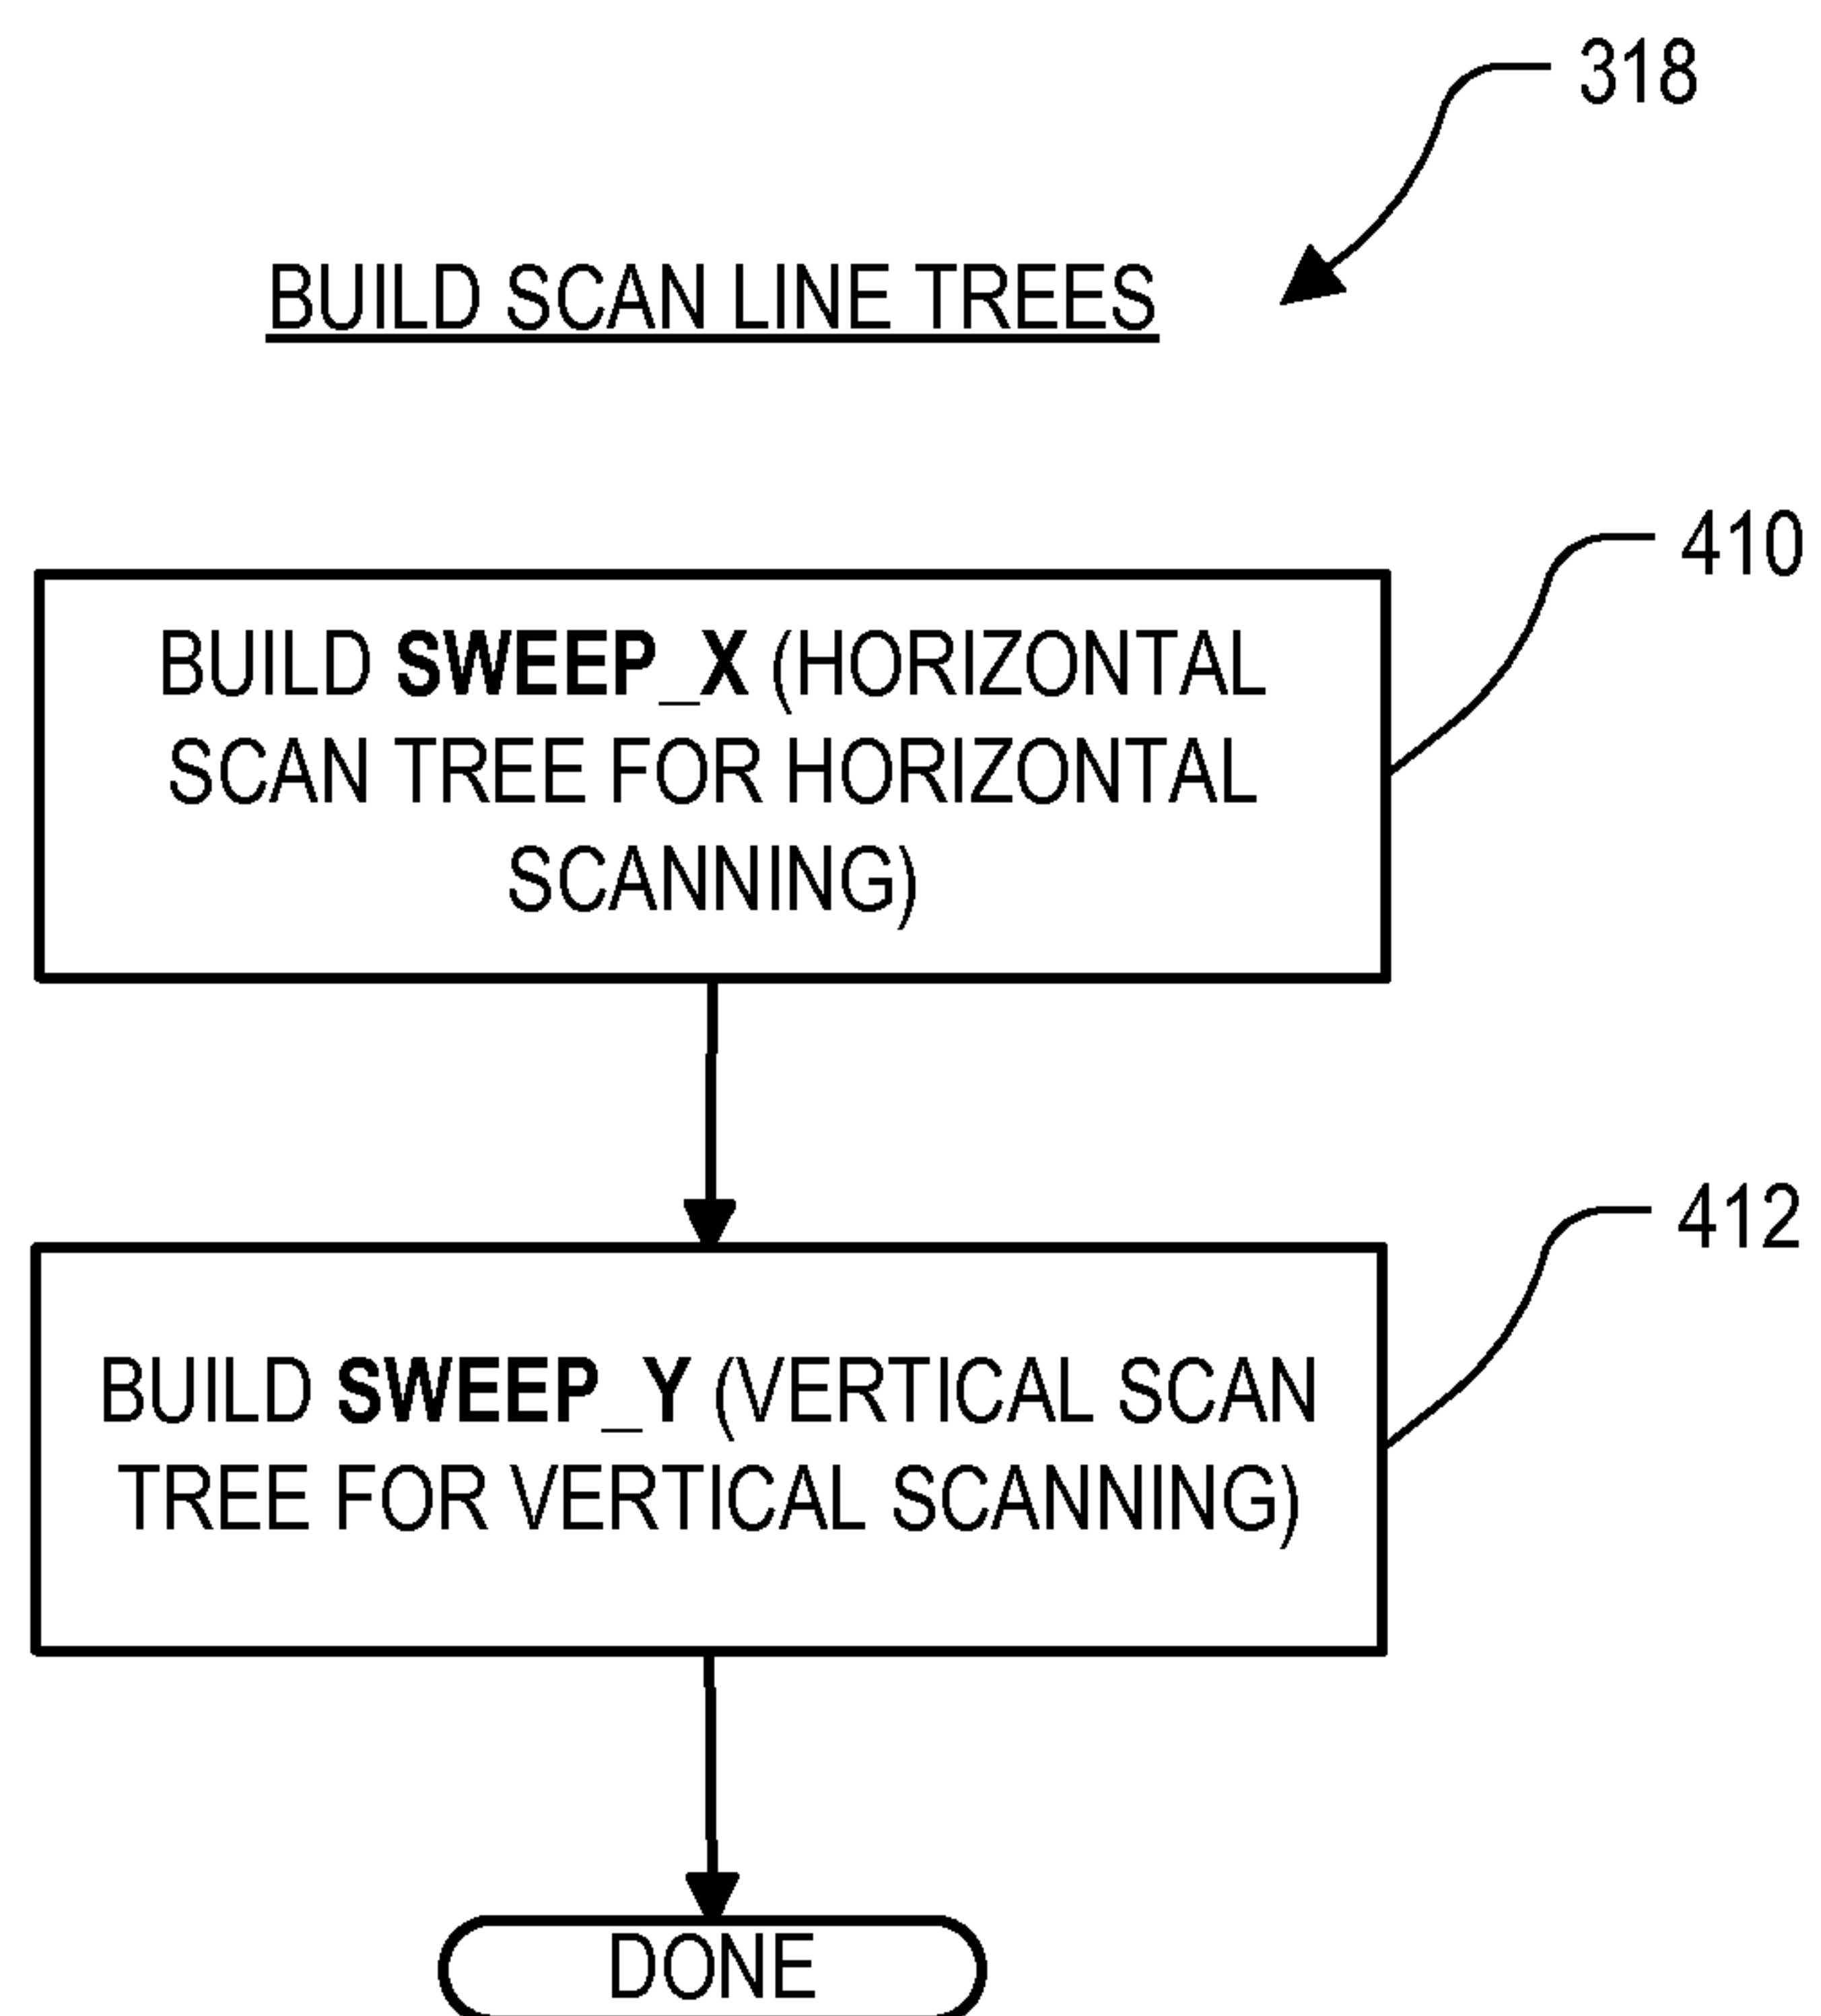 318
BUILD SCAN LINE TREES
410
BUILD SWEEP_X (HORIZONTAL
SCAN TREE FOR HORIZONTAL
SCANNING)
412
BUILD SWEEP_Y (VERTICAL SCAN
TREE FOR VERTICAL SCANNING)
DONE